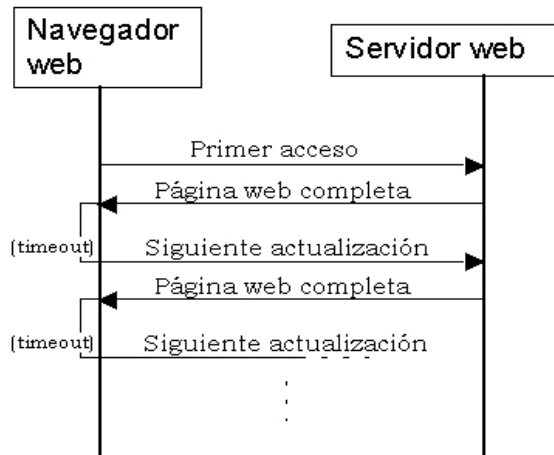 Navegador
web
Servidor web
Primer acceso
Página web completa
(timeout)
Siguiente actualización
Página web completa
(timeout)
Siguiente actualización